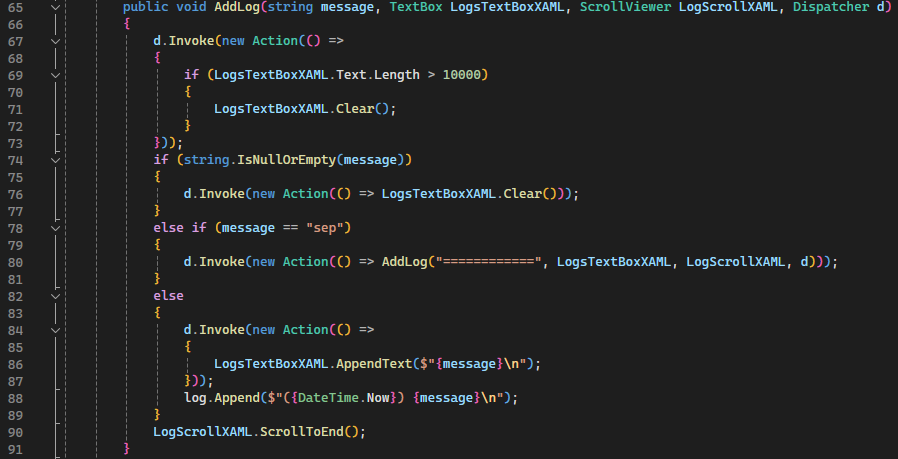 65 public void AddLog(string message, TextBox LogsTextBoxXAML, ScrollViewer LogScrollXAML, Dispatcher d)
66 {
67 d.Invoke(new Action(() =>
68 {
69 if (LogsTextBoxXAML.Text.Length > 10000)
70 {
71 LogsTextBoxXAML.Clear();
72 }
73 }));
74 if (string.IsNullOrEmpty(message))
75 {
76 d.Invoke(new Action(() => LogsTextBoxXAML.Clear()));
77 }
78 else if (message == "sep")
79 {
80 d.Invoke(new Action(() => AddLog("============", LogsTextBoxXAML, LogScrollXAML, d)));
81 }
82 else
83 {
84 d.Invoke(new Action(() =>
85 {
86 LogsTextBoxXAML.AppendText($"{message}\n");
87 }));
88 log.Append($"({DateTime.Now}) {message}\n");
89 }
90 LogScrollXAML.ScrollToEnd();
91 }